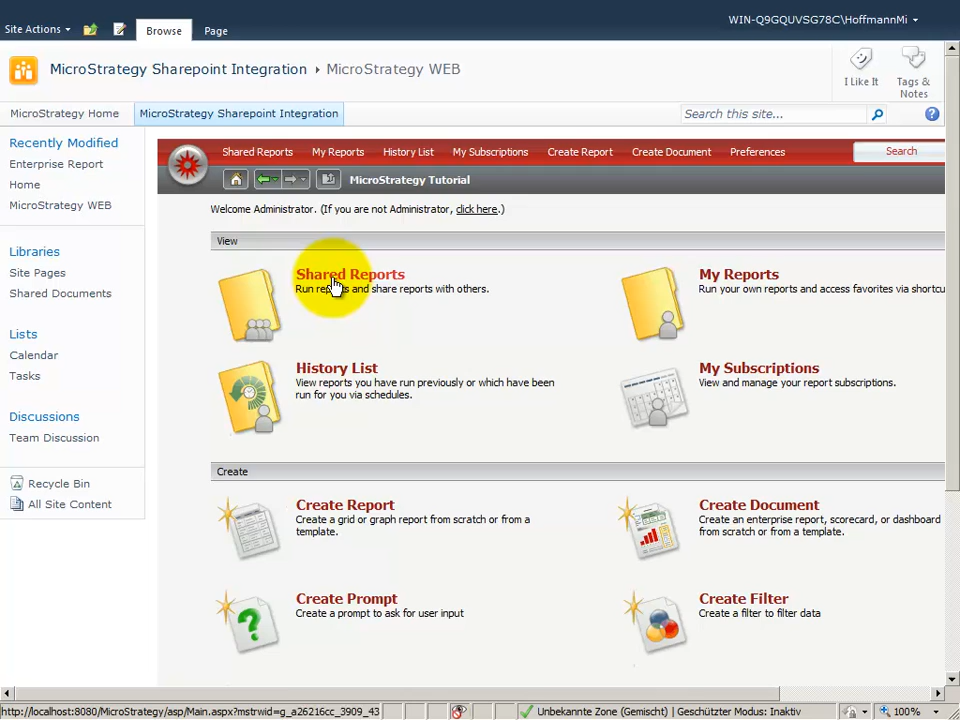 WIN-Q9GQUVSG78C\HoffmannMi
Site Actions
Browse
Page
MicroStrategy Sharepoint Integration ▸ MicroStrategy WEB
I Like It
Tags & Notes
MicroStrategy Home
MicroStrategy Sharepoint Integration
Search this site...
Recently Modified
Enterprise Report
Home
MicroStrategy WEB
Libraries
Site Pages
Shared Documents
Lists
Calendar
Tasks
Discussions
Team Discussion
Recycle Bin
All Site Content
Shared Reports
My Reports
History List
My Subscriptions
Create Report
Create Document
Preferences
Search
MicroStrategy Tutorial
Welcome Administrator. (If you are not Administrator, click here.)
View
Shared Reports
Run reports and share reports with others.
My Reports
Run your own reports and access favorites via shortcu
History List
View reports you have run previously or which have been
run for you via schedules.
My Subscriptions
View and manage your report subscriptions.
Create
Create Report
Create a grid or graph report from scratch or from a
template.
Create Document
Create an enterprise report, scorecard, or dashboard
from scratch or from a template.
Create Prompt
Create a prompt to ask for user input
Create Filter
Create a filter to filter data
http://localhost:8080/MicroStrategy/asp/Main.aspx?mstrwid=g_a26216cc_3909_43
Unbekannte Zone (Gemischt) | Geschützter Modus: Inaktiv
100%